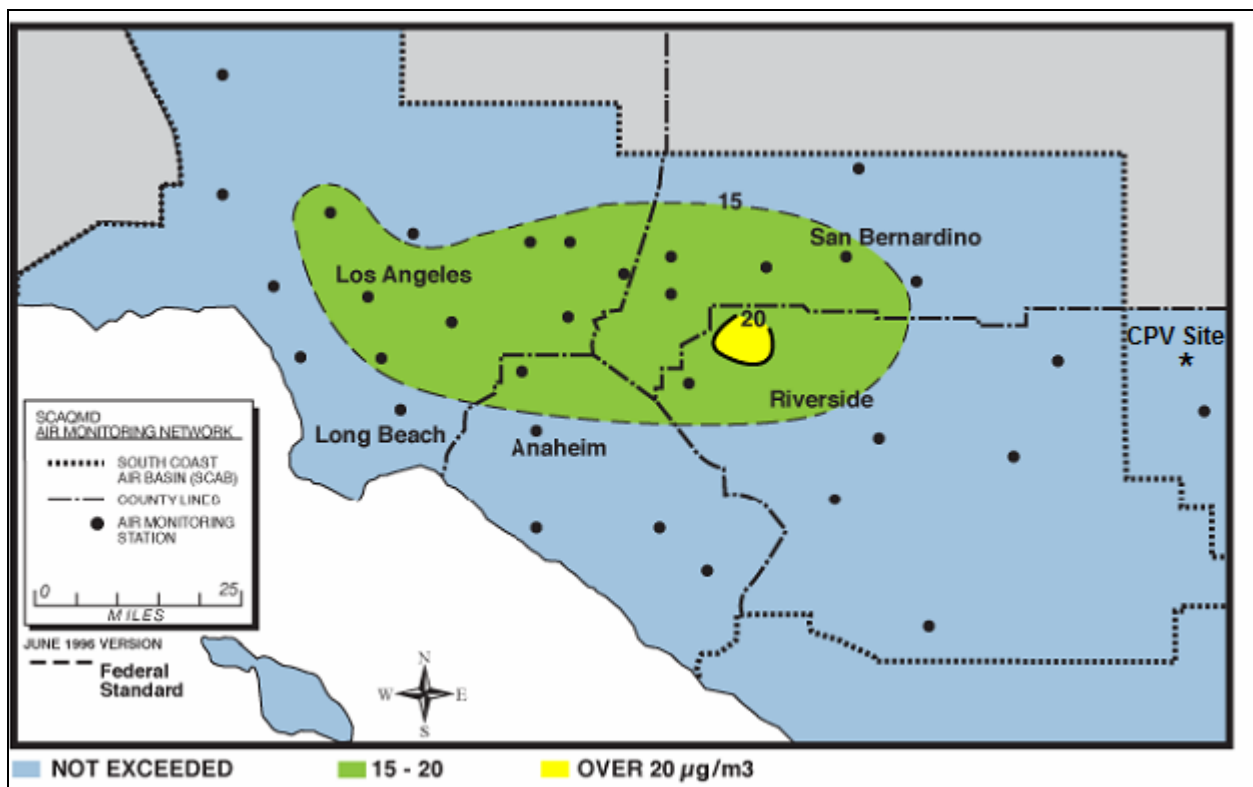 15
San Bernardino
Los Angeles
20
CPV Site
*
Riverside
SCAQMD
AIR MONITORING NETWORK
SOUTH COAST
AIR BASIN (SCAB)
COUNTY LINES
AIR MONITORING
STATION
0 25
MILES
Long Beach
Anaheim
JUNE 1996 VERSION
Federal
Standard
N
W E
S
NOT EXCEEDED
15 - 20
OVER 20 µg/m3